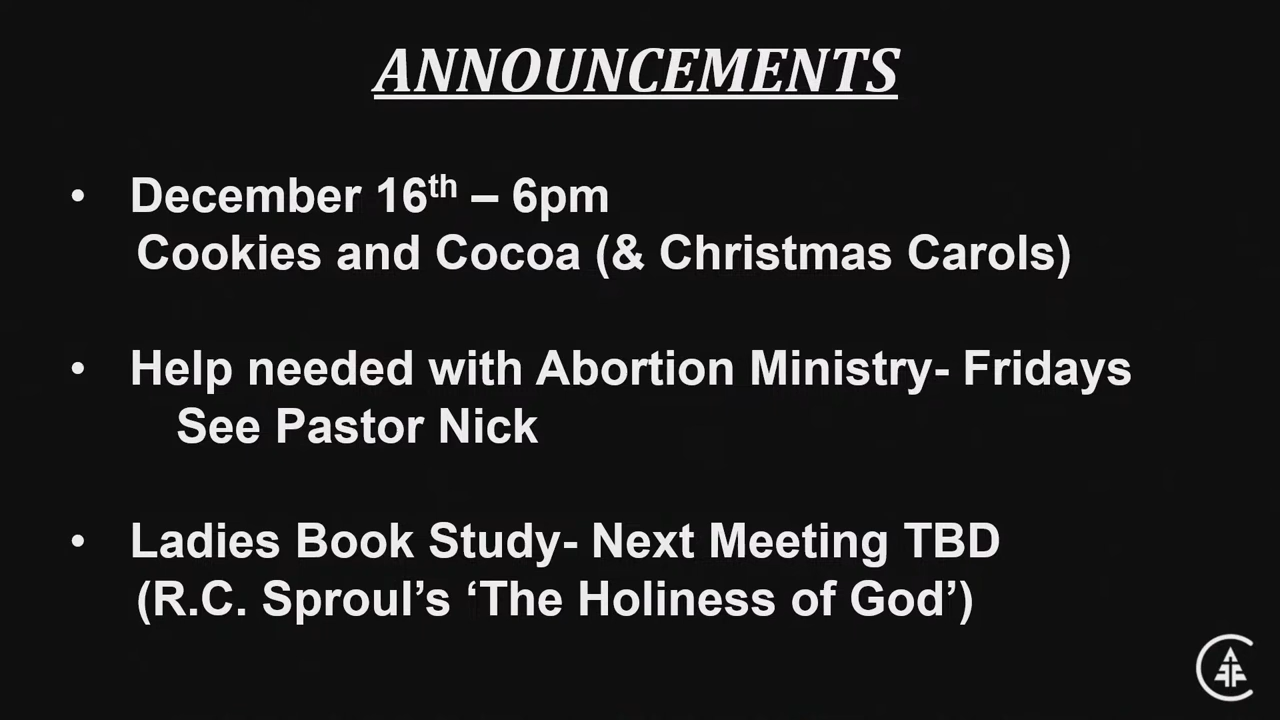 ANNOUNCEMENTS
• December 16th – 6pm
Cookies and Cocoa (& Christmas Carols)
• Help needed with Abortion Ministry- Fridays
See Pastor Nick
• Ladies Book Study- Next Meeting TBD
(R.C. Sproul’s ‘The Holiness of God’)